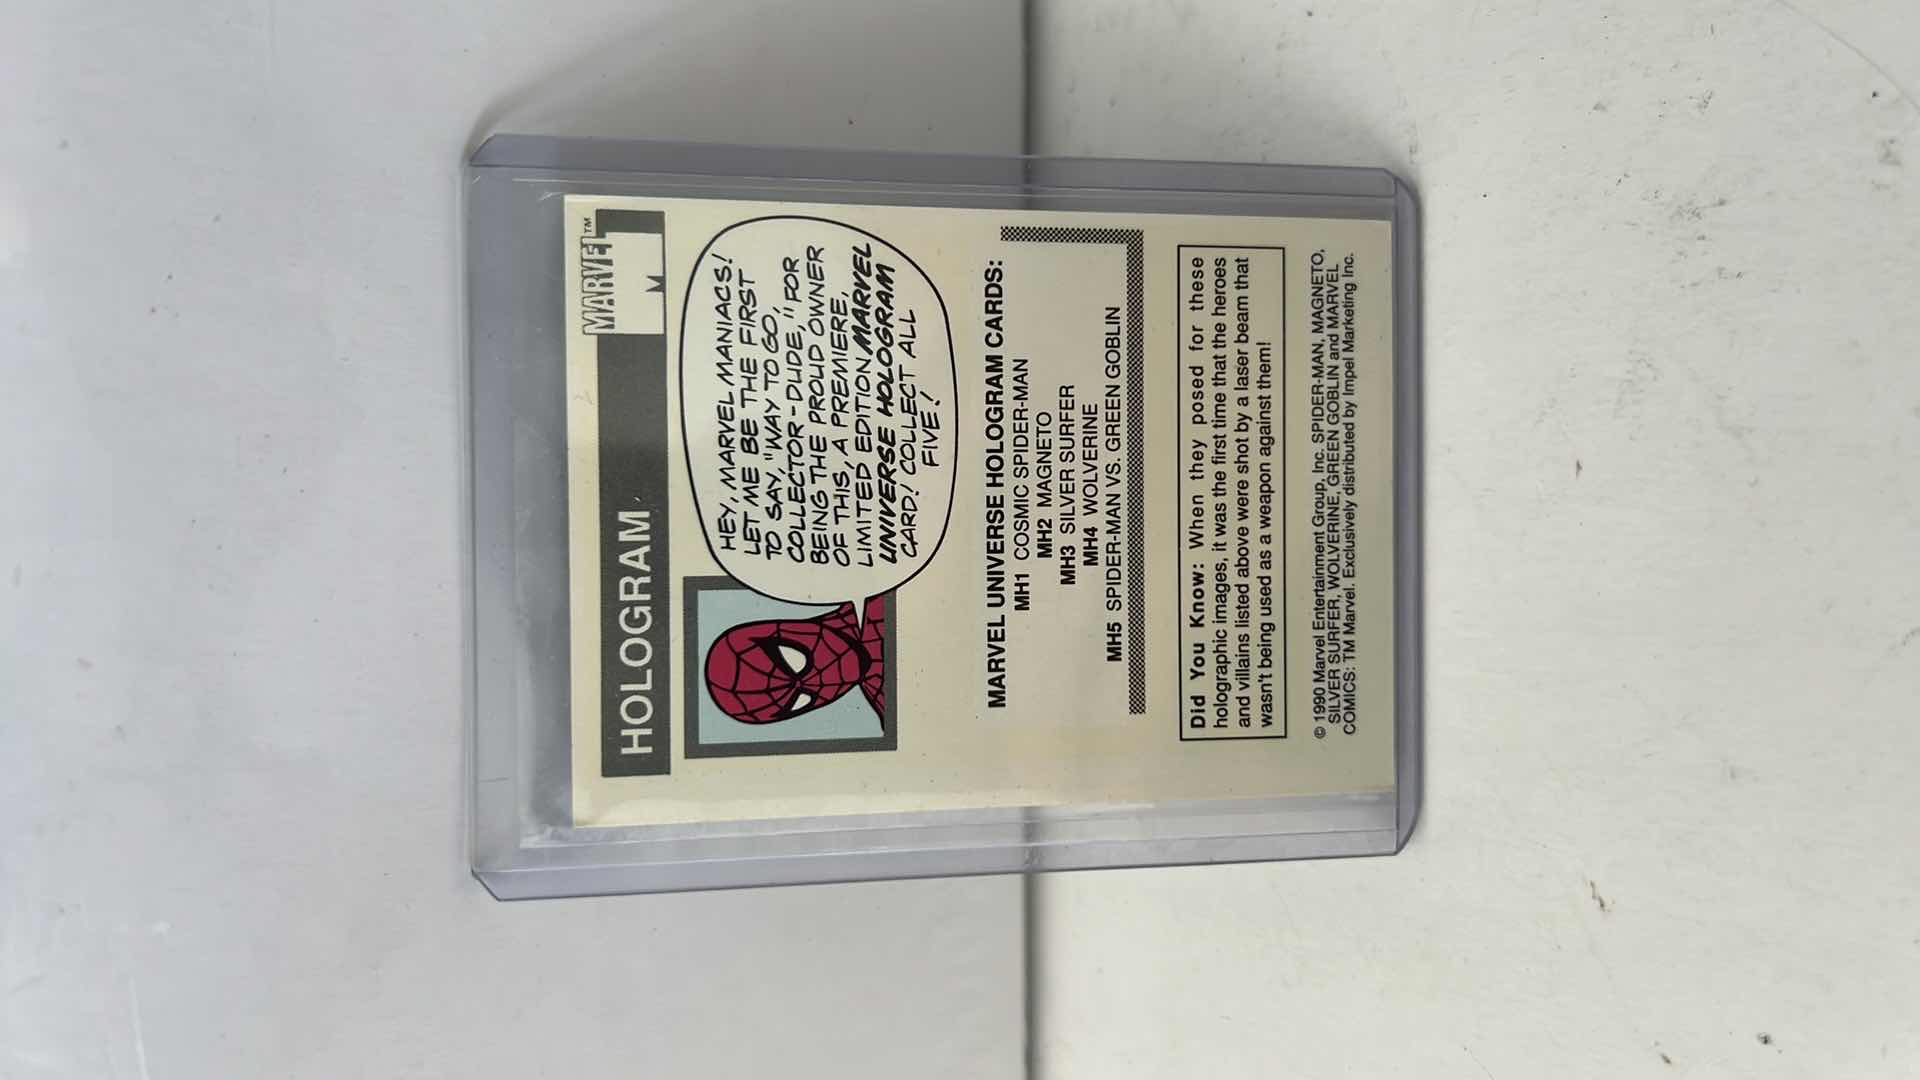 MARVEL™
M
HOLOGRAM
HEY, MARVEL MANIACS!
LET ME BE THE FIRST
TO SAY, "WAY TO GO,
COLLECTOR-DUDE," FOR
BEING THE PROUD OWNER
OF THIS, A PREMIERE,
LIMITED EDITION MARVEL
UNIVERSE HOLOGRAM
CARD! COLLECT ALL
FIVE!
MARVEL UNIVERSE HOLOGRAM CARDS:
MH1 COSMIC SPIDER-MAN
MH2 MAGNETO
MH3 SILVER SURFER
MH4 WOLVERINE
MH5 SPIDER-MAN VS. GREEN GOBLIN
Did You Know: When they posed for these
holographic images, it was the first time that the heroes
and villains listed above were shot by a laser beam that
wasn't being used as a weapon against them!
© 1990 Marvel Entertainment Group, Inc. SPIDER-MAN, MAGNETO,
SILVER SURFER, WOLVERINE, GREEN GOBLIN and MARVEL
COMICS: TM Marvel. Exclusively distributed by Impel Marketing Inc.